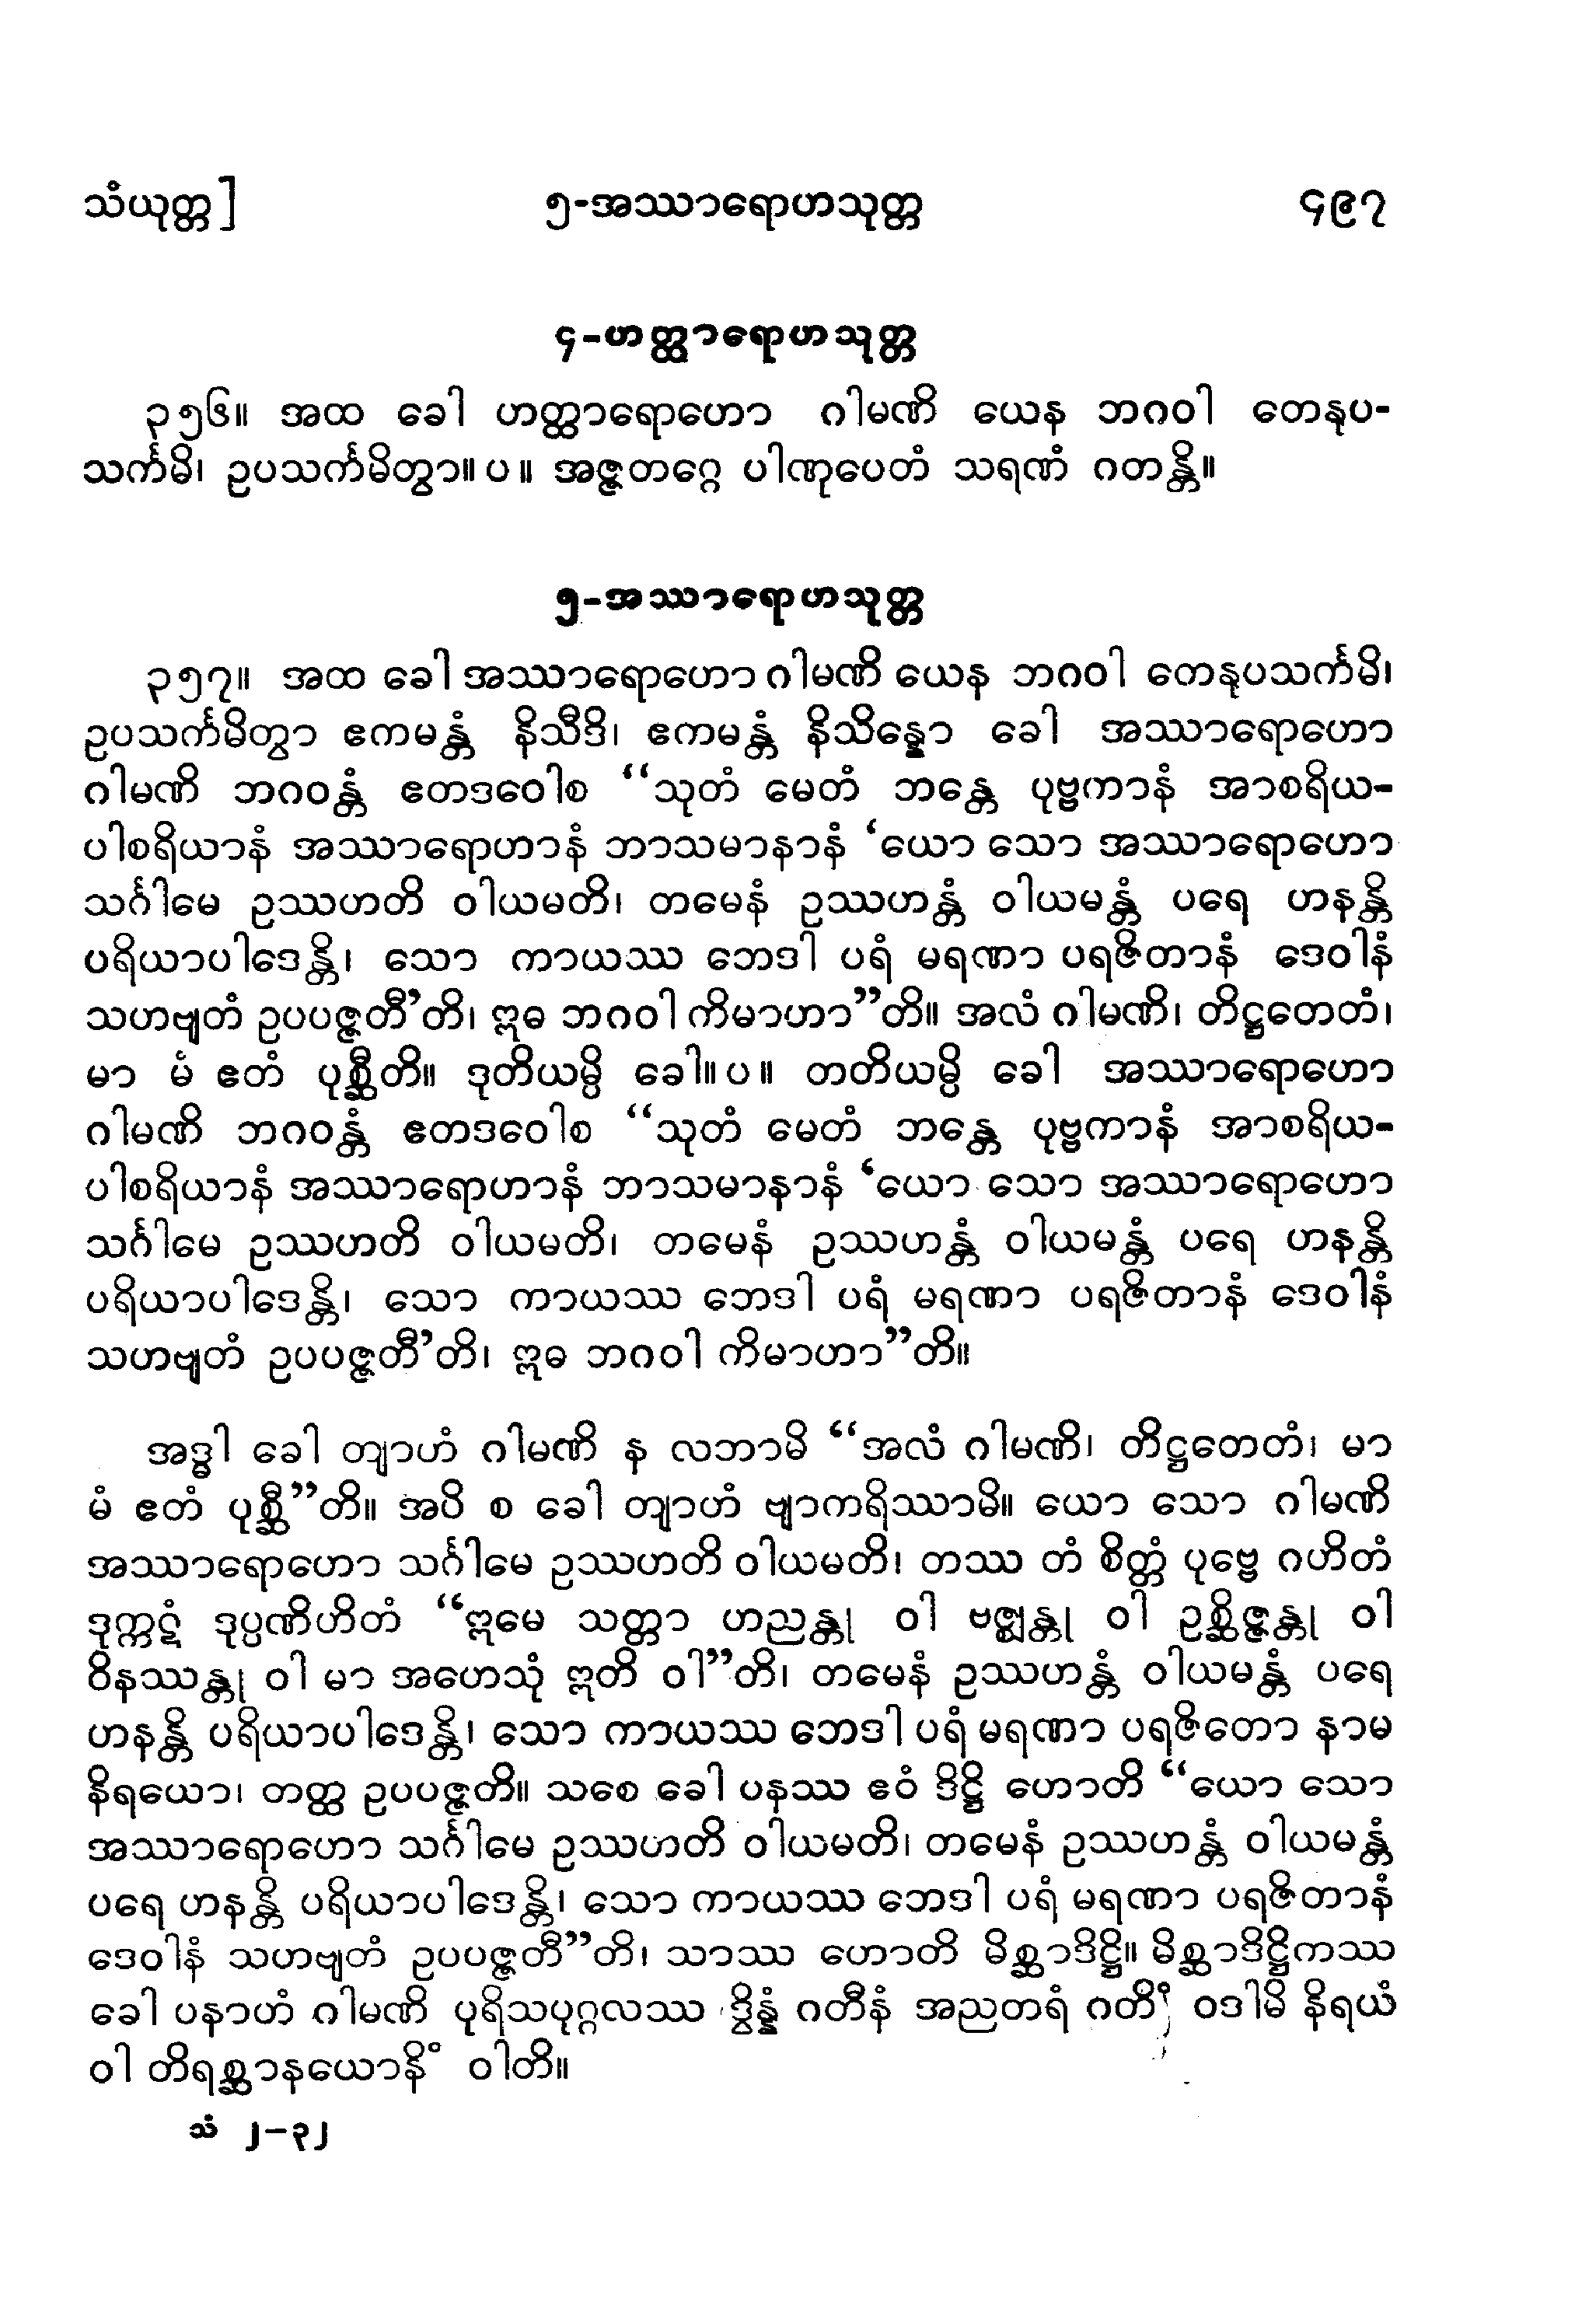 သံယုတ္တ]
၅-အဿာရောဟသုတ္တ
၄၉၇
၄-ဟတ္ထာရောဟသုတ္တ
၃၅၆။ အထ ခေါ ဟတ္ထာရောဟော ဂါမဏိ ယေန ဘဂဝါ တေနုပ-
သင်္ကမိ၊ ဥပသင်္ကမိတွာ။ပ။ အဇ္ဇတဂ္ဂေ ပါဏုပေတံ သရဏံ ဂတန္တိ။
၅-အဿာရောဟသုတ္တ
၃၅၇။ အထ ခေါ အဿာရောဟော ဂါမဏိ ယေန ဘဂဝါ တေနုပသင်္ကမိ၊
ဥပသင်္ကမိတွာ ဧကမန္တံ နိသီဒိ၊ ဧကမန္တံ နိသိန္နော ခေါ အဿာရောဟော
ဂါမဏိ ဘဂဝန္တံ ဧတဒဝေါစ “သုတံ မေတံ ဘန္တေ ပုဗ္ဗကာနံ အာစရိယ-
ပါစရိယာနံ အဿာရောဟာနံ ဘာသမာနာနံ ‘ယော သော အဿာရောဟော
သင်္ဂါမေ ဥဿဟတိ ဝါယမတိ၊ တမေနံ ဥဿဟန္တံ ဝါယမန္တံ ပရေ ဟနန္တိ
ပရိယာပါဒေန္တိ၊ သော ကာယဿ ဘေဒါ ပရံ မရဏာ ပရဇိတာနံ ဒေဝါနံ
သဟဗျတံ ဥပပဇ္ဇတီ’တိ၊ ဣဓ ဘဂဝါ ကိမာဟာ”တိ။ အလံ ဂါမဏိ၊ တိဋ္ဌတေတံ၊
မာ မံ ဧတံ ပုစ္ဆီတိ။ ဒုတိယမ္ပိ ခေါ။ပ။ တတိယမ္ပိ ခေါ အဿာရောဟော
ဂါမဏိ ဘဂဝန္တံ ဧတဒဝေါစ “သုတံ မေတံ ဘန္တေ ပုဗ္ဗကာနံ အာစရိယ-
ပါစရိယာနံ အဿာရောဟာနံ ဘာသမာနာနံ ‘ယော သော အဿာရောဟော
သင်္ဂါမေ ဥဿဟတိ ဝါယမတိ၊ တမေနံ ဥဿဟန္တံ ဝါယမန္တံ ပရေ ဟနန္တိ
ပရိယာပါဒေန္တိ၊ သော ကာယဿ ဘေဒါ ပရံ မရဏာ ပရဇိတာနံ ဒေဝါနံ
သဟဗျတံ ဥပပဇ္ဇတီ’တိ၊ ဣဓ ဘဂဝါ ကိမာဟာ”တိ။
အဒ္ဓါ ခေါ တျာဟံ ဂါမဏိ န လဘာမိ “အလံ ဂါမဏိ၊ တိဋ္ဌတေတံ၊ မာ
မံ ဧတံ ပုစ္ဆီ”တိ။ အပိ စ ခေါ တျာဟံ ဗျာကရိဿာမိ။ ယော သော ဂါမဏိ
အဿာရောဟော သင်္ဂါမေ ဥဿဟတိ ဝါယမတိ၊ တဿ တံ စိတ္တံ ပုဗ္ဗေ ဂဟိတံ
ဒုက္ကဋံ ဒုပ္ပဏိဟိတံ “ဣမေ သတ္တာ ဟညန္တု ဝါ ဗဇ္ဈန္တု ဝါ ဥစ္ဆိဇ္ဇန္တု ဝါ
ဝိနဿန္တု ဝါ မာ အဟေသုံ ဣတိ ဝါ”တိ၊ တမေနံ ဥဿဟန္တံ ဝါယမန္တံ ပရေ
ဟနန္တိ ပရိယာပါဒေန္တိ၊ သော ကာယဿ ဘေဒါ ပရံ မရဏာ ပရဇိတော နာမ
နိရယော၊ တတ္ထ ဥပပဇ္ဇတိ။ သစေ ခေါ ပနဿ ဧဝံ ဒိဋ္ဌိ ဟောတိ “ယော သော
အဿာရောဟော သင်္ဂါမေ ဥဿဟတိ ဝါယမတိ၊ တမေနံ ဥဿဟန္တံ ဝါယမန္တံ
ပရေ ဟနန္တိ ပရိယာပါဒေန္တိ၊ သော ကာယဿ ဘေဒါ ပရံ မရဏာ ပရဇိတာနံ
ဒေဝါနံ သဟဗျတံ ဥပပဇ္ဇတီ”တိ၊ သာဿ ဟောတိ မိစ္ဆာဒိဋ္ဌိ။ မိစ္ဆာဒိဋ္ဌိကဿ
ခေါ ပနာဟံ ဂါမဏိ ပုရိသပုဂ္ဂလဿ ဒွိန္နံ ဂတီနံ အညတရံ ဂတိံ ဝဒါမိ နိရယံ
ဝါ တိရစ္ဆာနယောနိံ ဝါတိ။
သံ ၂-၃၂